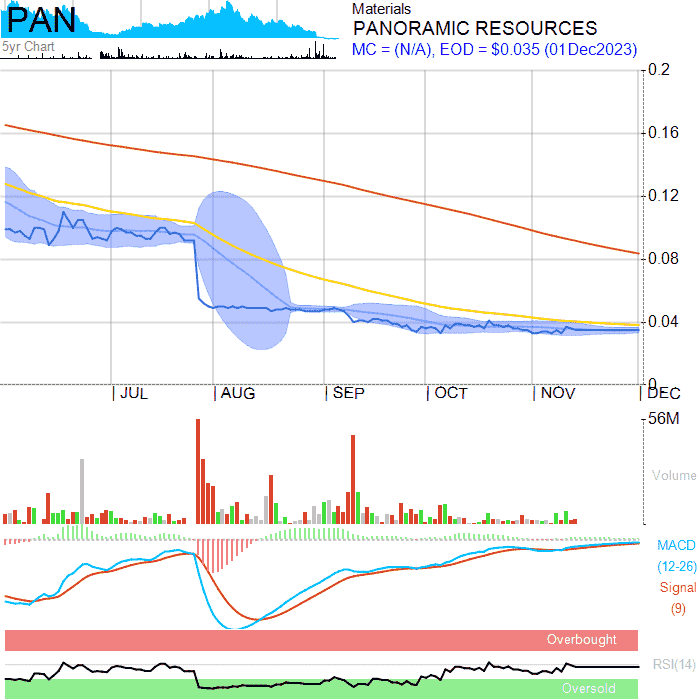 PAN
5yr Chart
Materials
PANORAMIC RESOURCES
MC = (N/A), EOD = $0.035 (01Dec2023)
0.2
0.16
0.12
0.08
0.04
0
JUL AUG SEP OCT NOV DEC
56M
Volume
MACD
(12-26)
Signal
(9)
Overbought
RSI(14)
Oversold